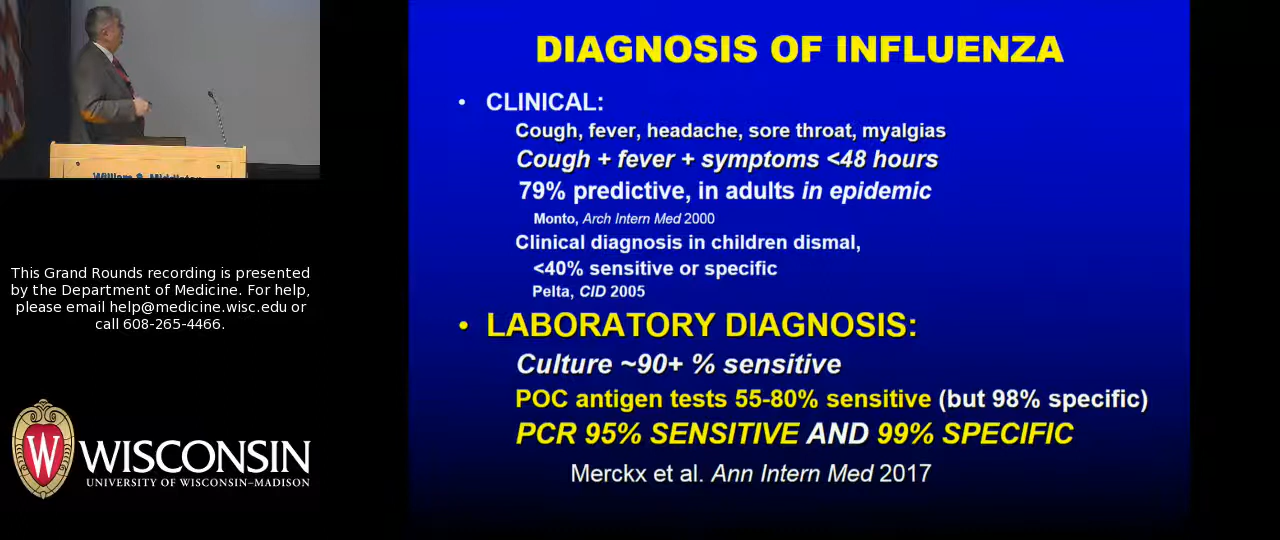 DIAGNOSIS OF INFLUENZA
• CLINICAL:
Cough, fever, headache, sore throat, myalgias
Cough + fever + symptoms <48 hours
79% predictive, in adults in epidemic
Monto, Arch Intern Med 2000
Clinical diagnosis in children dismal,
<40% sensitive or specific
Pelta, CID 2005
• LABORATORY DIAGNOSIS:
Culture ~90+ % sensitive
POC antigen tests 55-80% sensitive (but 98% specific)
PCR 95% SENSITIVE AND 99% SPECIFIC
Merckx et al. Ann Intern Med 2017
William S. Middleton
This Grand Rounds recording is presented
by the Department of Medicine. For help,
please email help@medicine.wisc.edu or
call 608-265-4466.
W
WISCONSIN
UNIVERSITY OF WISCONSIN–MADISON